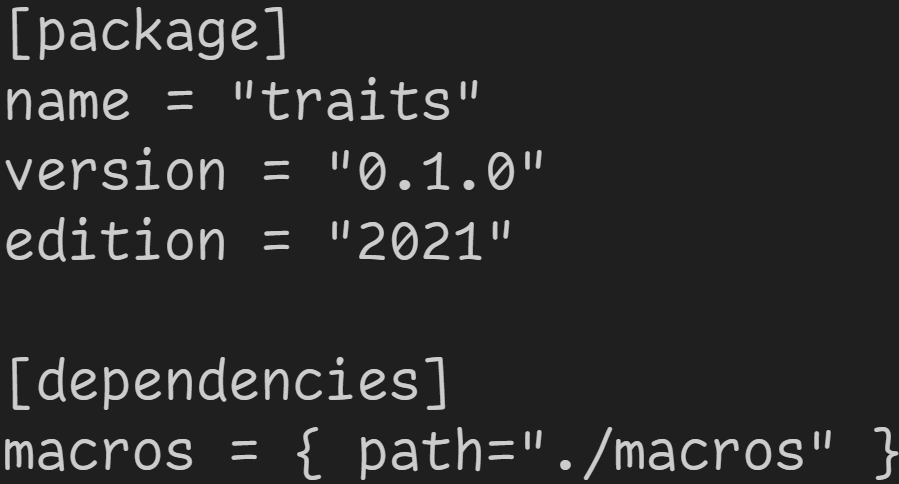 [package]
name = "traits"
version = "0.1.0"
edition = "2021"

[dependencies]
macros = { path="./macros" }